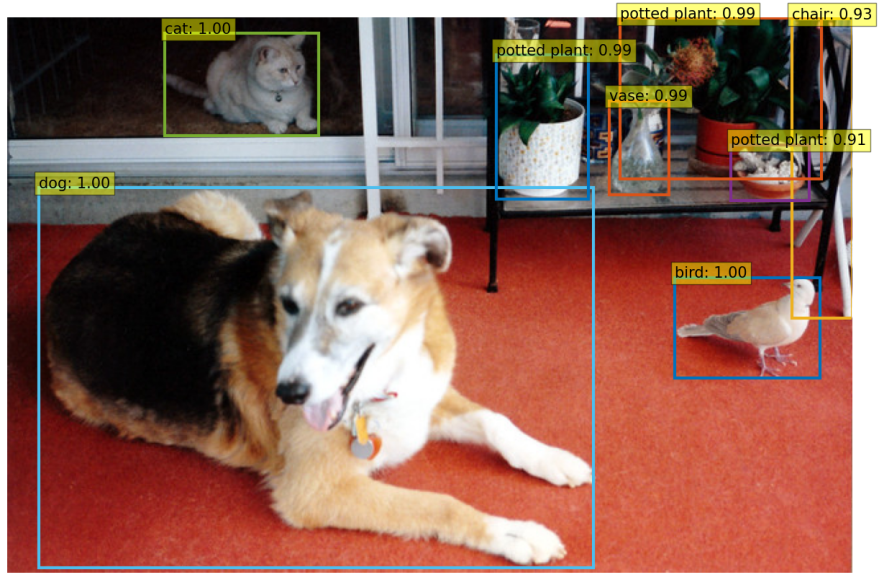 potted plant: 0.99
chair: 0.93
cat: 1.00
potted plant: 0.99
vase: 0.99
potted plant: 0.91
dog: 1.00
bird: 1.00